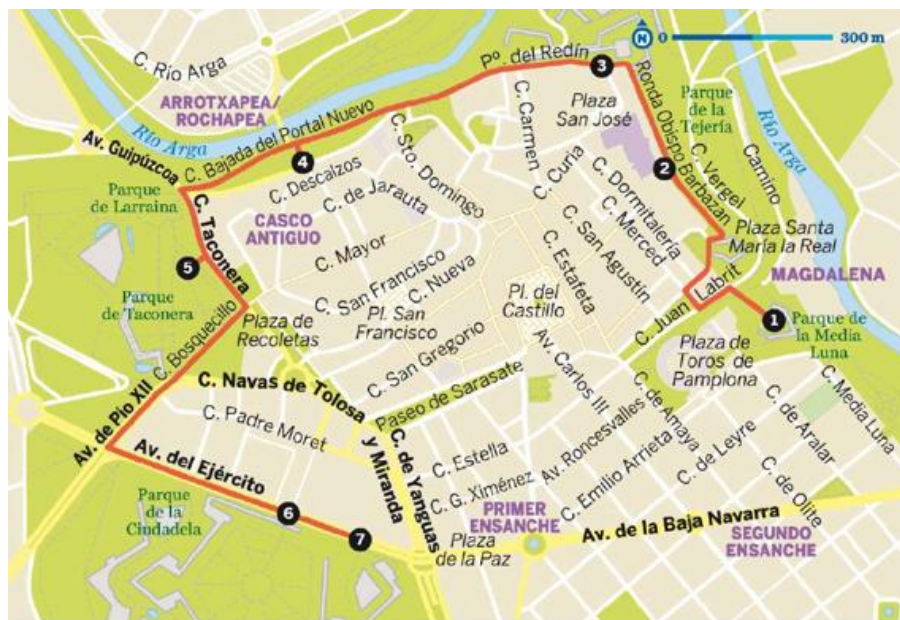 C. Río Arga
ARROTXAPEA/
ROCHAPEA
Río Arga
Av. Guipúzcoa
C. Bajada del Portal Nuevo
Pº. del Redín
3
N
0
300 m
Plaza
San José
Ronda Obispo Barbazán
Parque
de la
Tejería
Río Arga
C. Vergel
Camino
2
4
C. Descalzos
C. de Jarauta
C. Sto. Domingo
C. Carmen
C. Curia
C. Dormitalería
C. Merced
C. San Agustín
C. Estafeta
Plaza Santa
María la Real
MAGDALENA
Parque
de Larraina
CASCO
ANTIGUO
C. Taconera
5
C. Mayor
C. San Francisco
C. Nueva
Pl. San
Francisco
Pl. del
Castillo
C. Juan Labrit
1
Parque de
la Media
Luna
Parque de
Taconera
C. Bosquecillo
Plaza de
Recoletas
C. San Gregorio
Paseo de Sarasate
Av. Carlos III
Plaza de
Toros de
Pamplona
C. Media Luna
C. Navas de Tolosa
y Miranda
C. de Yanguas
C. Padre Moret
Av. de Pio XII
Av. del Ejército
C. Estella
C. G. Ximénez
Av. Roncesvalles
C. de Amaya
C. Emilio Arrieta
C. de Leyre
C. de Aralar
C. de Olite
Parque
de la
Ciudadela
6
7
PRIMER
ENSANCHE
Av. de la Baja Navarra
SEGUNDO
ENSANCHE
Plaza
de la Paz